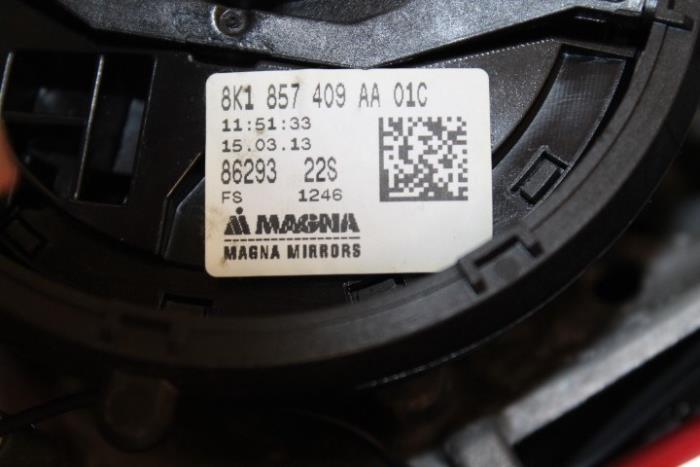 8K1 857 409 AA 01C
11:51:33
15.03.13
86293 22S
FS 1246
MAGNA
MAGNA MIRRORS